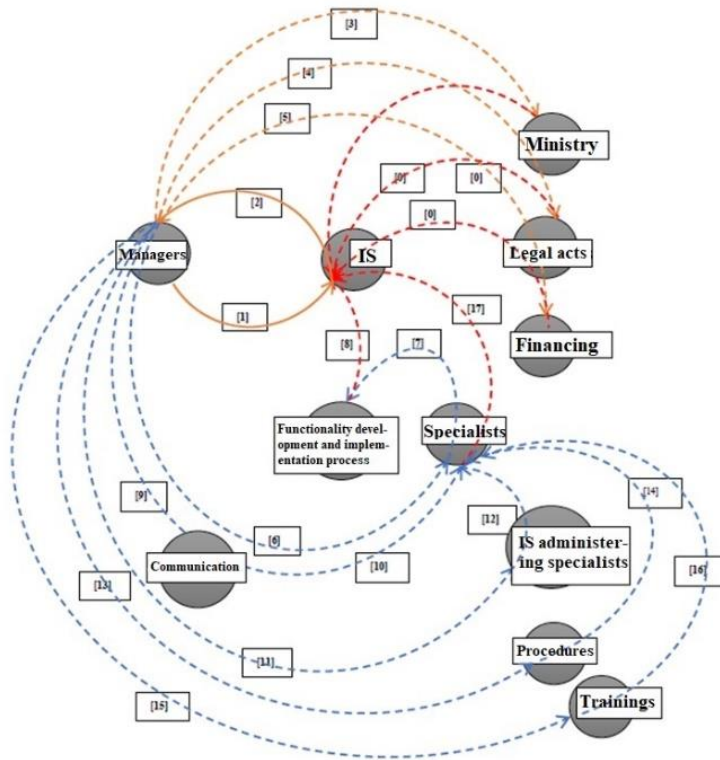 [3]
[4]
[5]
Ministry
[0]
[0]
[2]
[0]
Managers
IS
Legal acts
[17]
[1]
[8]
[7]
Financing
Functionality devel-
opment and implem-
entation process
Specialists
[9]
[14]
[12]
[6]
IS administer-
ing specialists
Communication
[10]
[16]
[13]
[11]
Procedures
[15]
Trainings